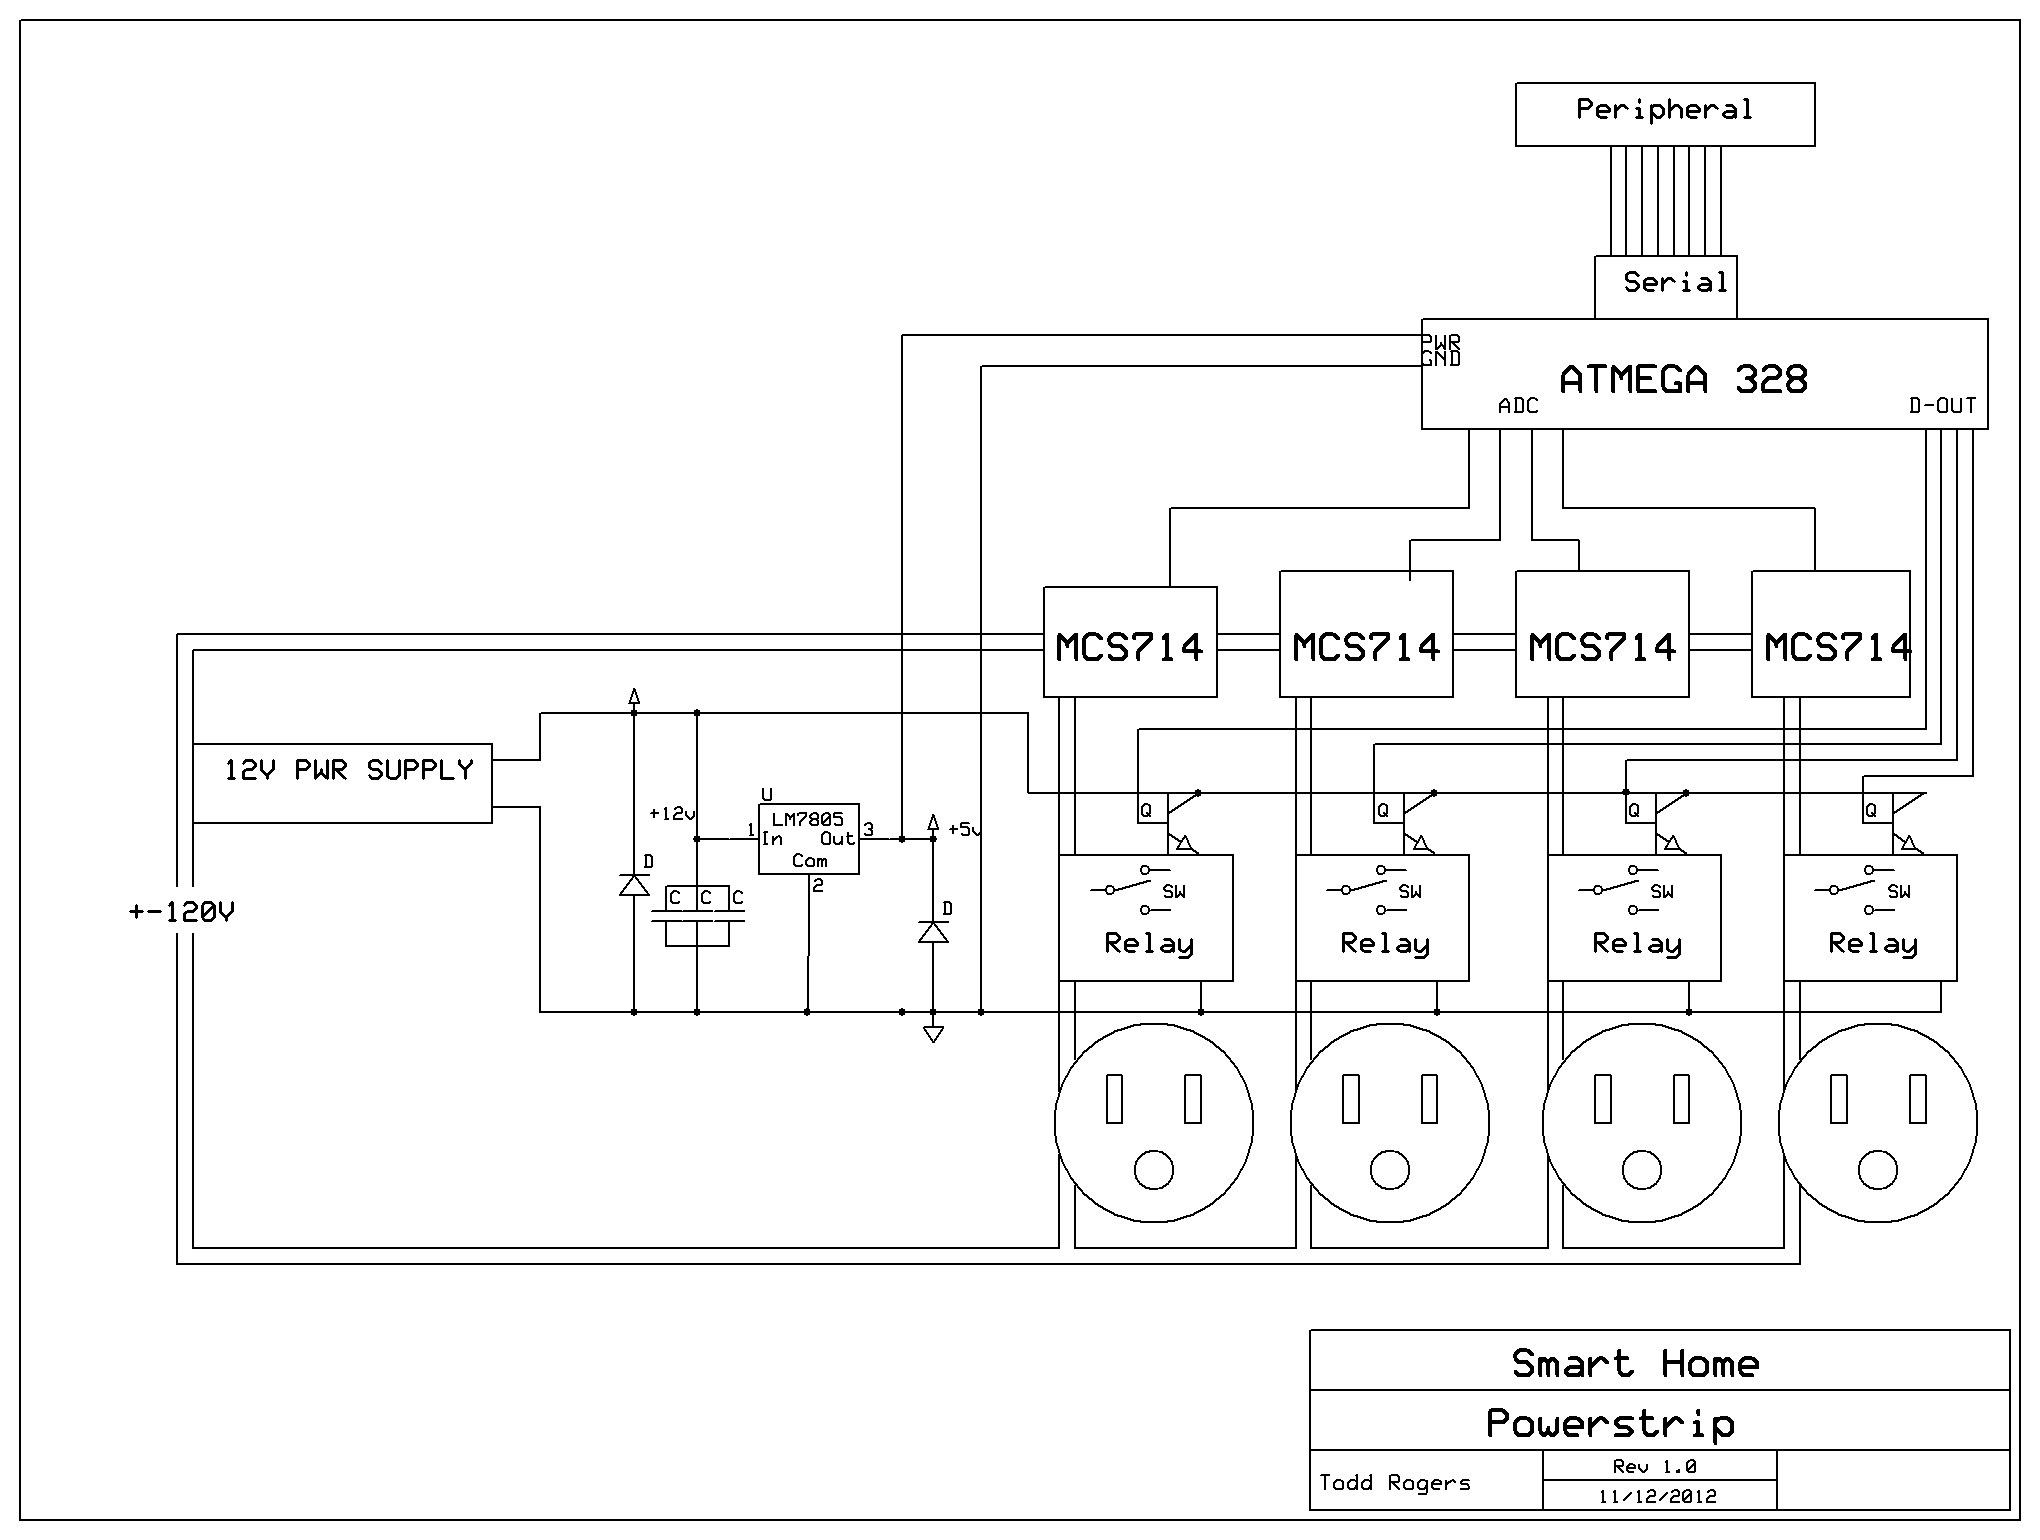 Peripheral
Serial
PWR
GND
ATMEGA 328
ADC
D-OUT
MCS714
MCS714
MCS714
MCS714
12V PWR SUPPLY
+12v
U
LM7805
1
In
Out
3
Com
2
+5v
D
C
C
C
D
+-120V
Q
Q
Q
Q
SW
SW
SW
SW
Relay
Relay
Relay
Relay
Smart Home
Powerstrip
Todd Rogers
Rev 1.0
11/12/2012